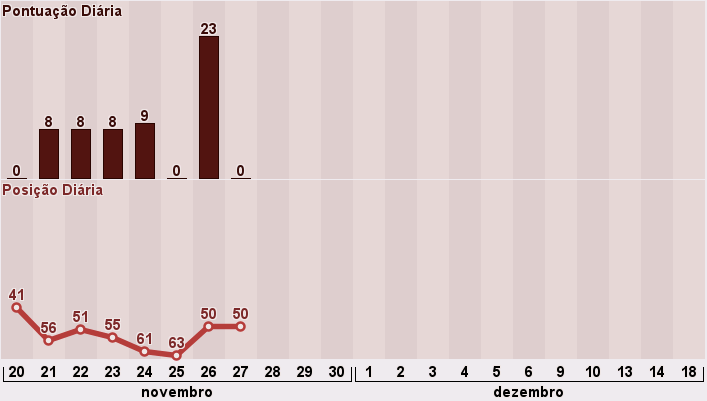 Pontuação Diária
0 8 8 8 9 0 23 0
Posição Diária
41 56 51 55 61 63 50 50
20 21 22 23 24 25 26 27 28 29 30 1 2 3 4 5 6 9 10 13 14 18
novembro dezembro